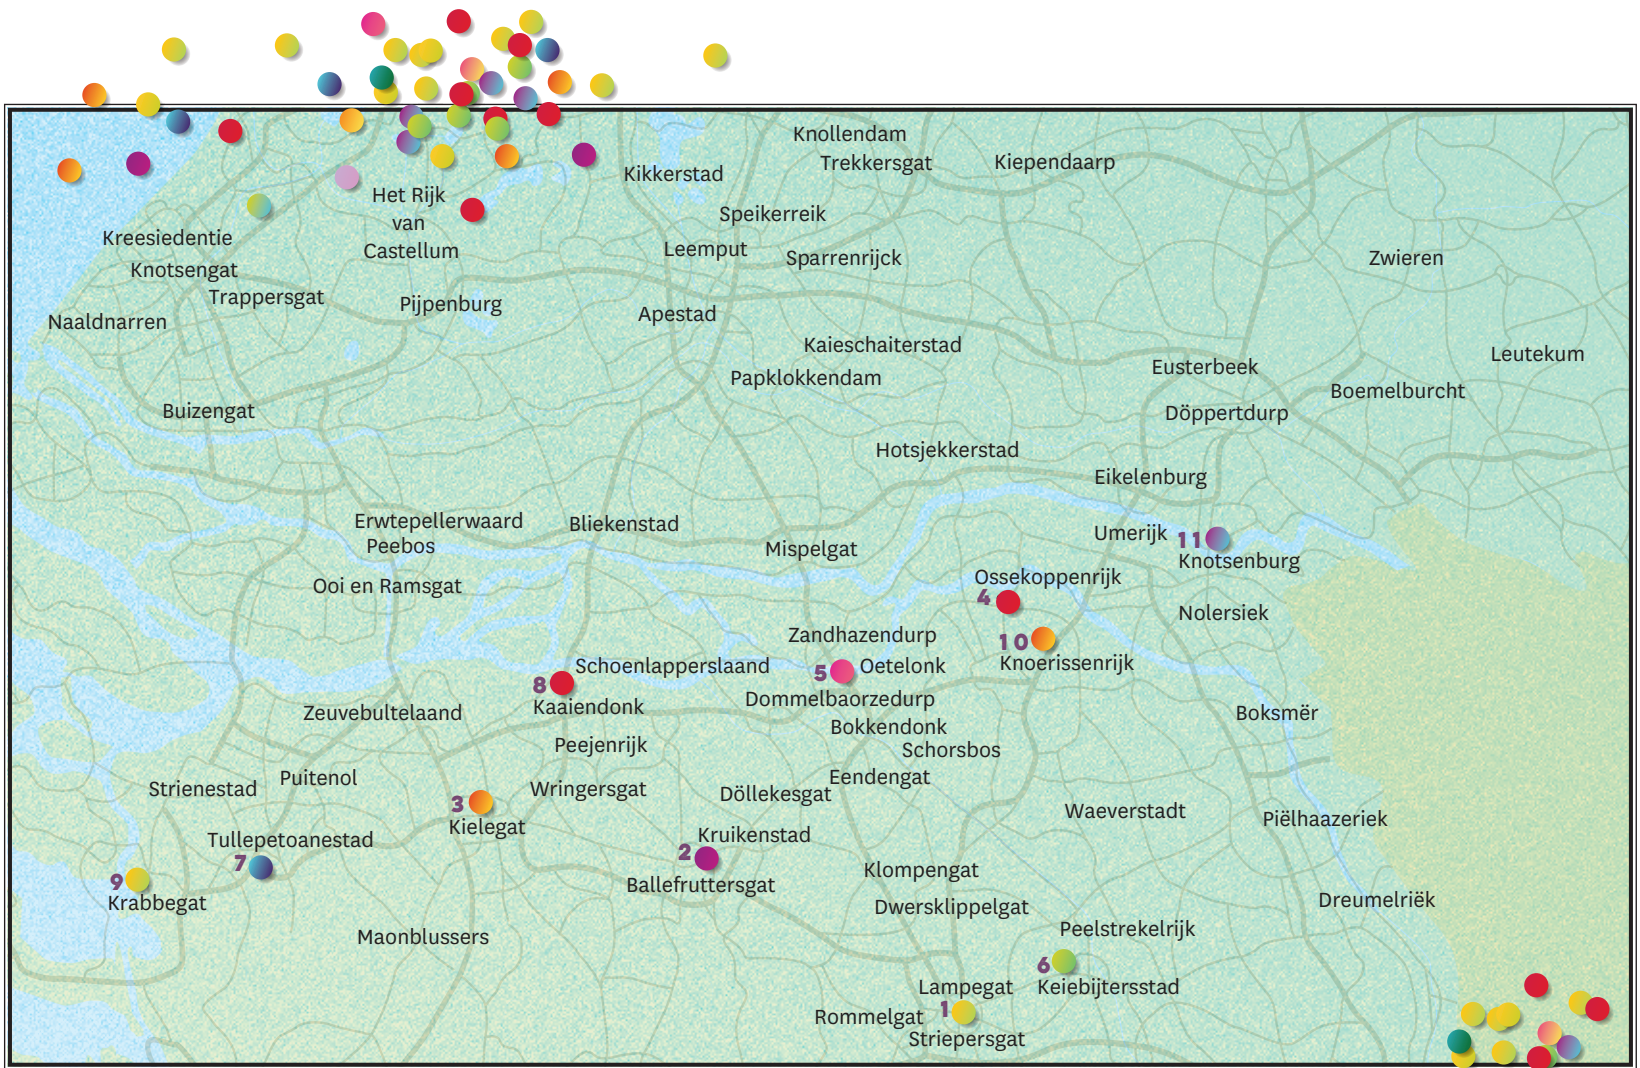 Knollendam
Trekkersgat
Kiependaarp
Kikkerstad
Het Rijk
van
Castellum
Speikerreik
Kreesiedentie
Leemput
Sparrenrijck
Zwieren
Knotsengat
Trappersgat
Pijpenburg
Apestad
Naaldnarren
Kaieschaiterstad
Leutekum
Eusterbeek
Papklokkendam
Boemelburcht
Buizengat
Döppertdurp
Hotsjekkerstad
Eikelenburg
Erwtepellerwaard
Bliekenstad
Peebos
Mispelgat
Umerijk
11
Knotsenburg
Ooi en Ramsgat
Ossekoppenrijk
4
Nolersiek
Zandhazendurp
10
Knoerissenrijk
Schoenlapperslaand
5 Oetelonk
8
Kaaiendonk
Dommelbaorzedurp
Zeuvebultelaand
Bokkendonk
Boksmër
Peejenrijk
Schorsbos
Puitenol
Eendengat
Strienestad
Wringersgat
Döllekesgat
3
Kielegat
Waeverstadt
Piëlhaazeriek
Tullepetoanestad
7
Kruikenstad
2
Ballefruttersgat
Klompengat
9
Krabbegat
Dwersklippelgat
Dreumelriëk
Maonblussers
Peelstrekelrijk
6
Keiebijtersstad
Lampegat
1
Rommelgat
Striepersgat